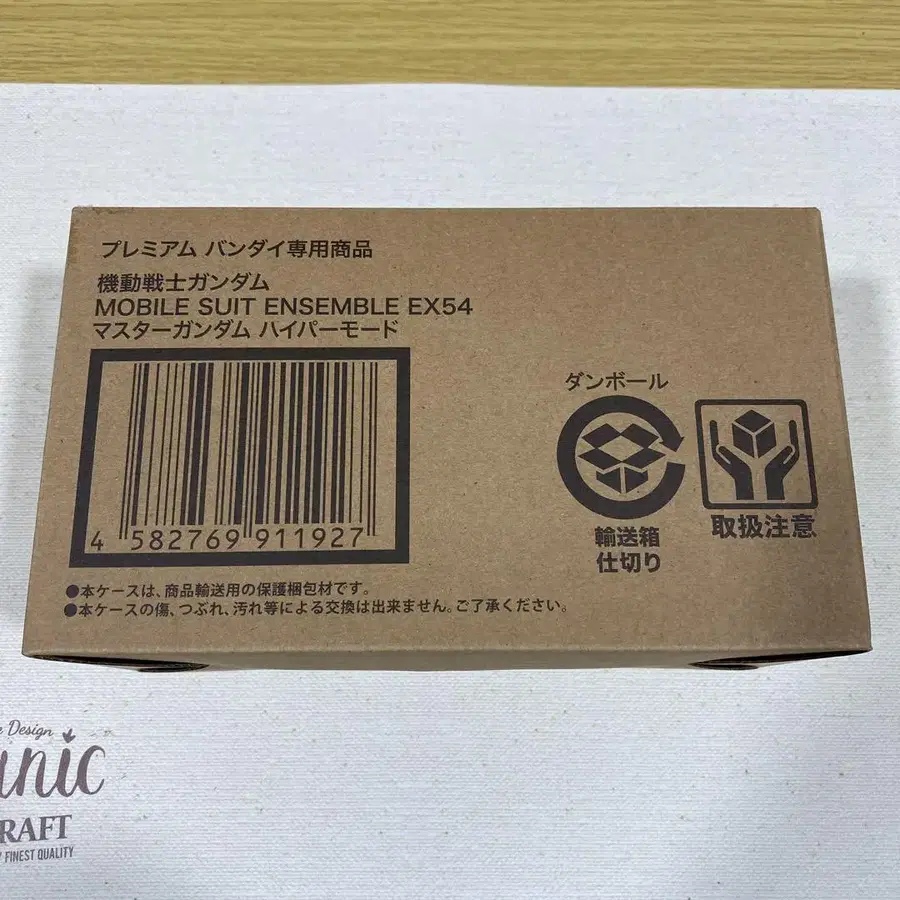 プレミアム バンダイ専用商品
機動戦士ガンダム
MOBILE SUIT ENSEMBLE EX54
マスターガンダム ハイパーモード
4 582769 911927
ダンボール
輸送箱
仕切り
取扱注意
●本ケースは、商品輸送用の保護梱包材です。
●本ケースの傷、つぶれ、汚れ等による交換は出来ません。ご了承ください。
Design
RAFT
FINEST QUALITY